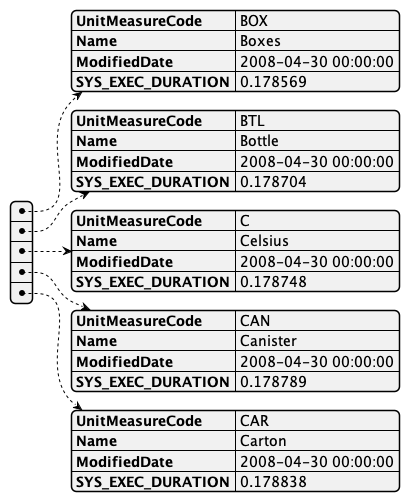 UnitMeasureCode BOX
Name Boxes
ModifiedDate 2008-04-30 00:00:00
SYS_EXEC_DURATION 0.178569
UnitMeasureCode BTL
Name Bottle
ModifiedDate 2008-04-30 00:00:00
SYS_EXEC_DURATION 0.178704
UnitMeasureCode C
Name Celsius
ModifiedDate 2008-04-30 00:00:00
SYS_EXEC_DURATION 0.178748
UnitMeasureCode CAN
Name Canister
ModifiedDate 2008-04-30 00:00:00
SYS_EXEC_DURATION 0.178789
UnitMeasureCode CAR
Name Carton
ModifiedDate 2008-04-30 00:00:00
SYS_EXEC_DURATION 0.178838